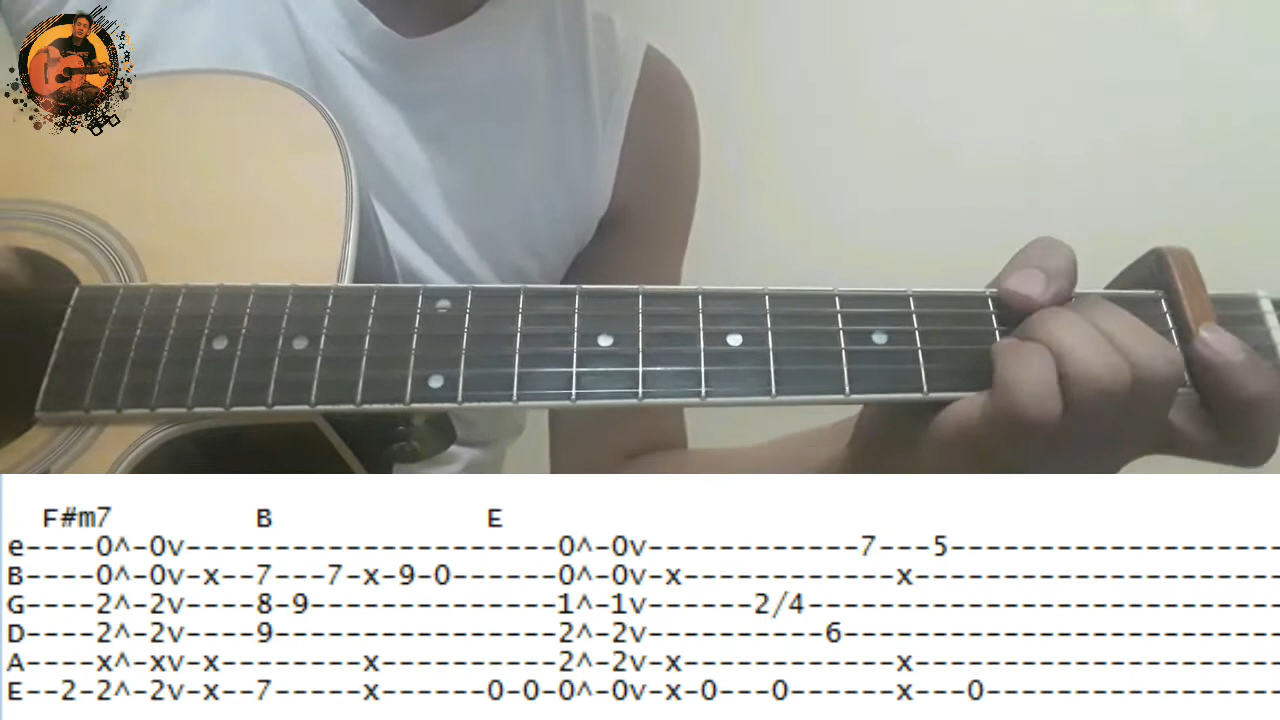 F#m7 B E
e----0^-0v---------------------0^-0v------------7---5-------------------
B----0^-0v-x--7---7-x-9-0------0^-0v-x------------x---------------------
G----2^-2v----8-9--------------1^-1v------2/4---------------------------
D----2^-2v----9----------------2^-2v----------6-------------------------
A----x^-xv-x--------x----------2^-2v-x------------x---------------------
E--2-2^-2v-x--7-----x------0-0-0^-0v-x-0---0------x---0-----------------